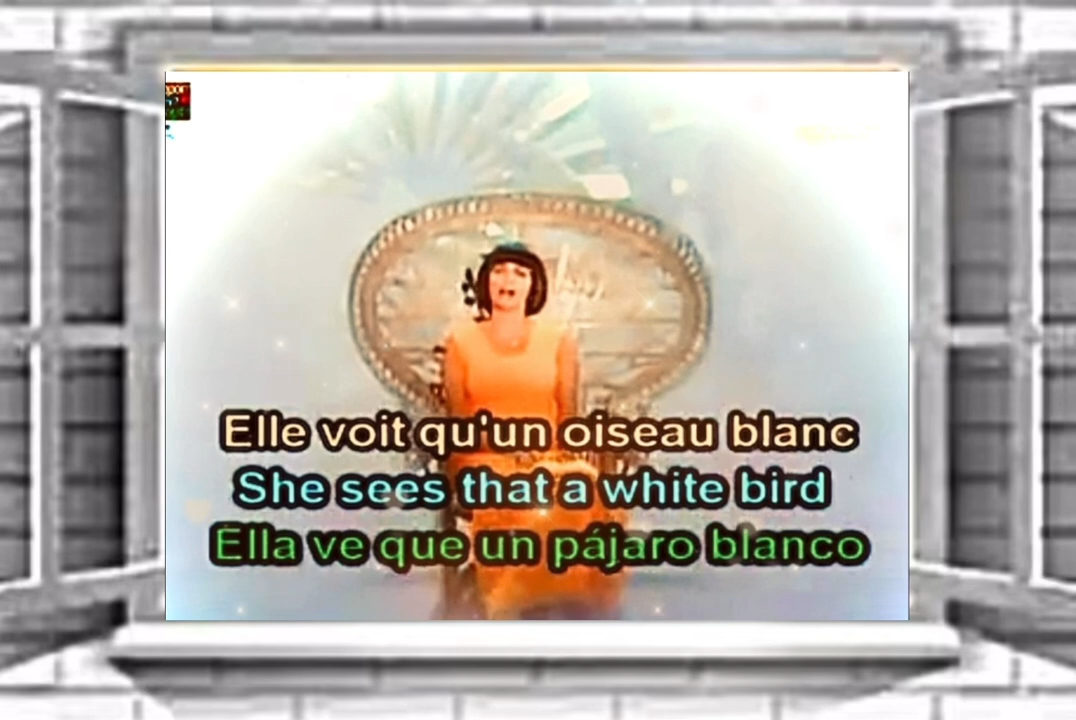 Elle voit qu'un oiseau blanc
She sees that a white bird
Ella ve que un pájaro blanco